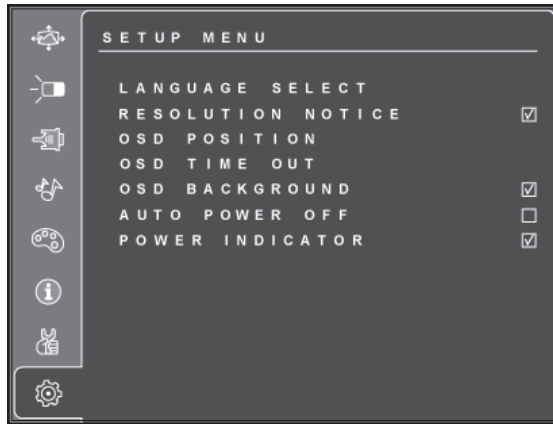 SETUP MENU
LANGUAGE SELECT
RESOLUTION NOTICE
OSD POSITION
OSD TIME OUT
OSD BACKGROUND
AUTO POWER OFF
POWER INDICATOR